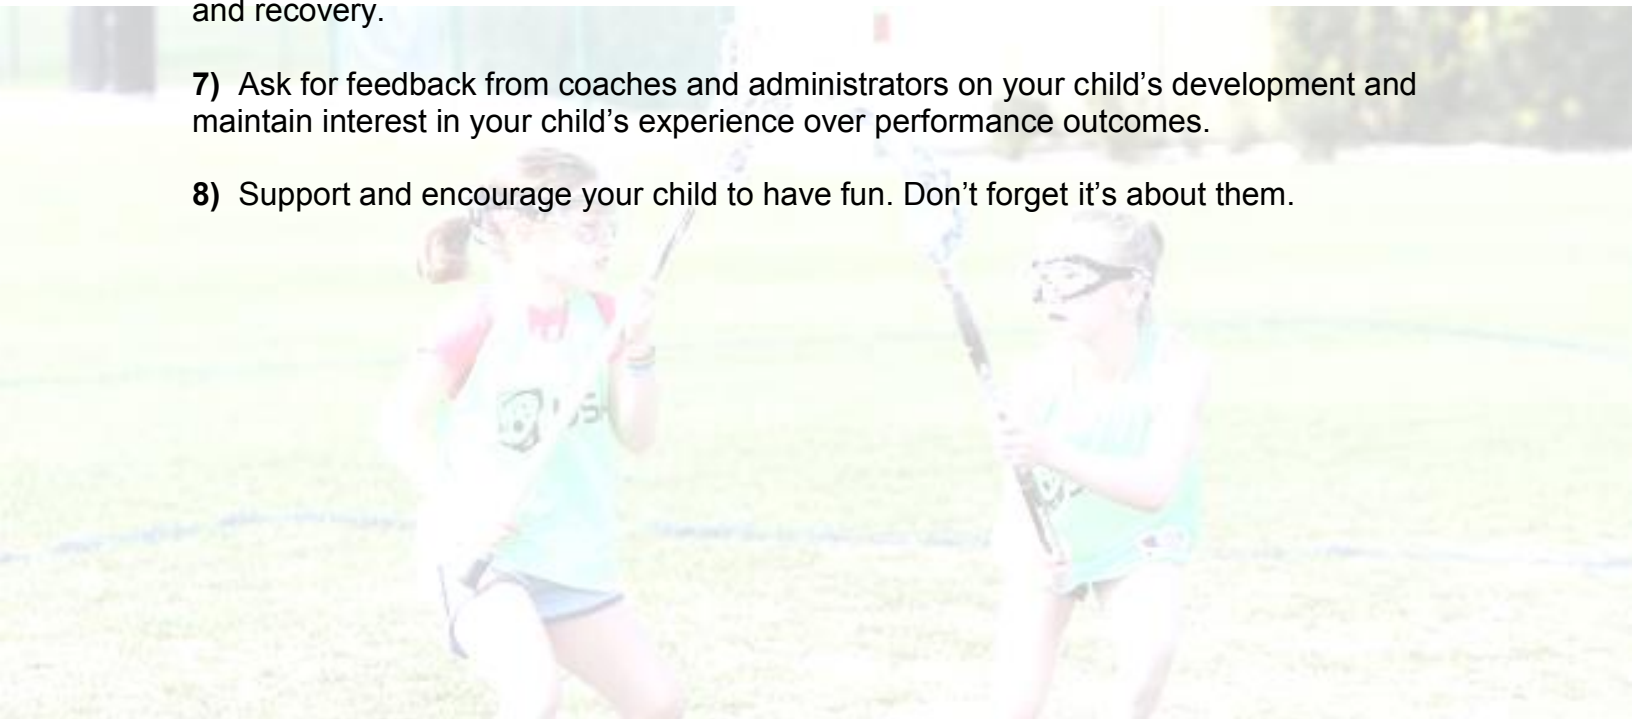 and recovery.
7) Ask for feedback from coaches and administrators on your child’s development and
maintain interest in your child’s experience over performance outcomes.
8) Support and encourage your child to have fun. Don’t forget it’s about them.